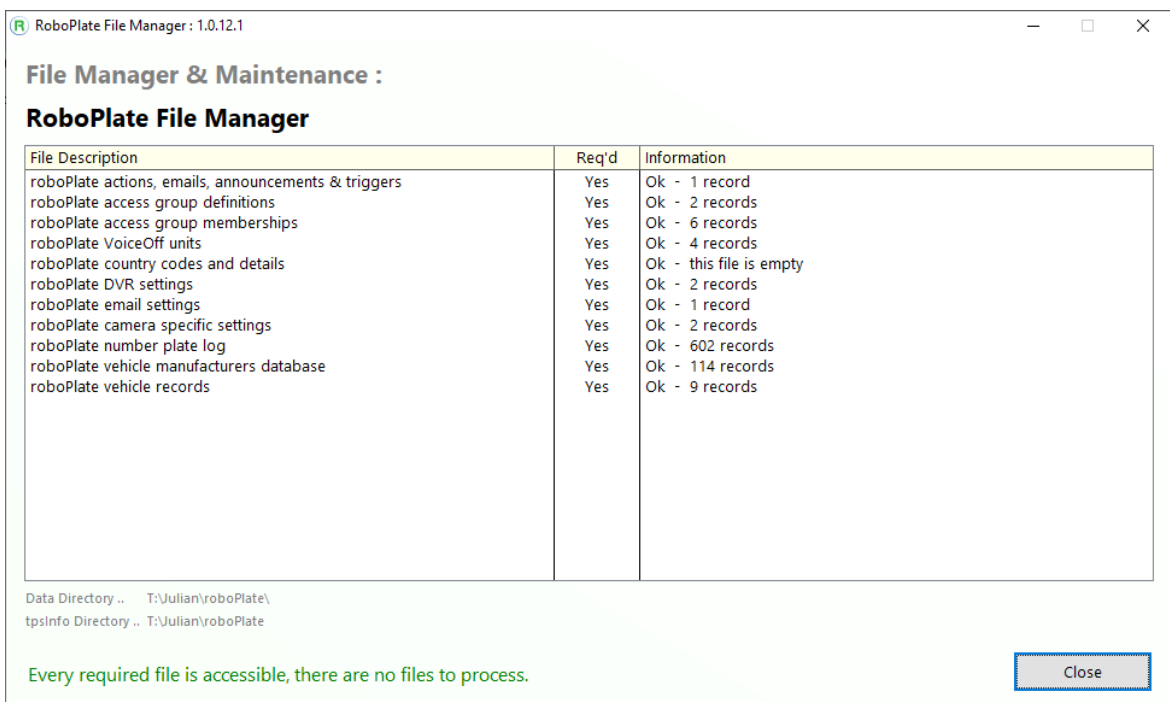 RoboPlate File Manager : 1.0.12.1
File Manager & Maintenance :
RoboPlate File Manager
File Description Req'd Information
roboPlate actions, emails, announcements & triggers Yes Ok - 1 record
roboPlate access group definitions Yes Ok - 2 records
roboPlate access group memberships Yes Ok - 6 records
roboPlate VoiceOff units Yes Ok - 4 records
roboPlate country codes and details Yes Ok - this file is empty
roboPlate DVR settings Yes Ok - 2 records
roboPlate email settings Yes Ok - 1 record
roboPlate camera specific settings Yes Ok - 2 records
roboPlate number plate log Yes Ok - 602 records
roboPlate vehicle manufacturers database Yes Ok - 114 records
roboPlate vehicle records Yes Ok - 9 records
Data Directory .. T:\Julian\roboPlate\
tpsInfo Directory .. T:\Julian\roboPlate
Every required file is accessible, there are no files to process.
Close